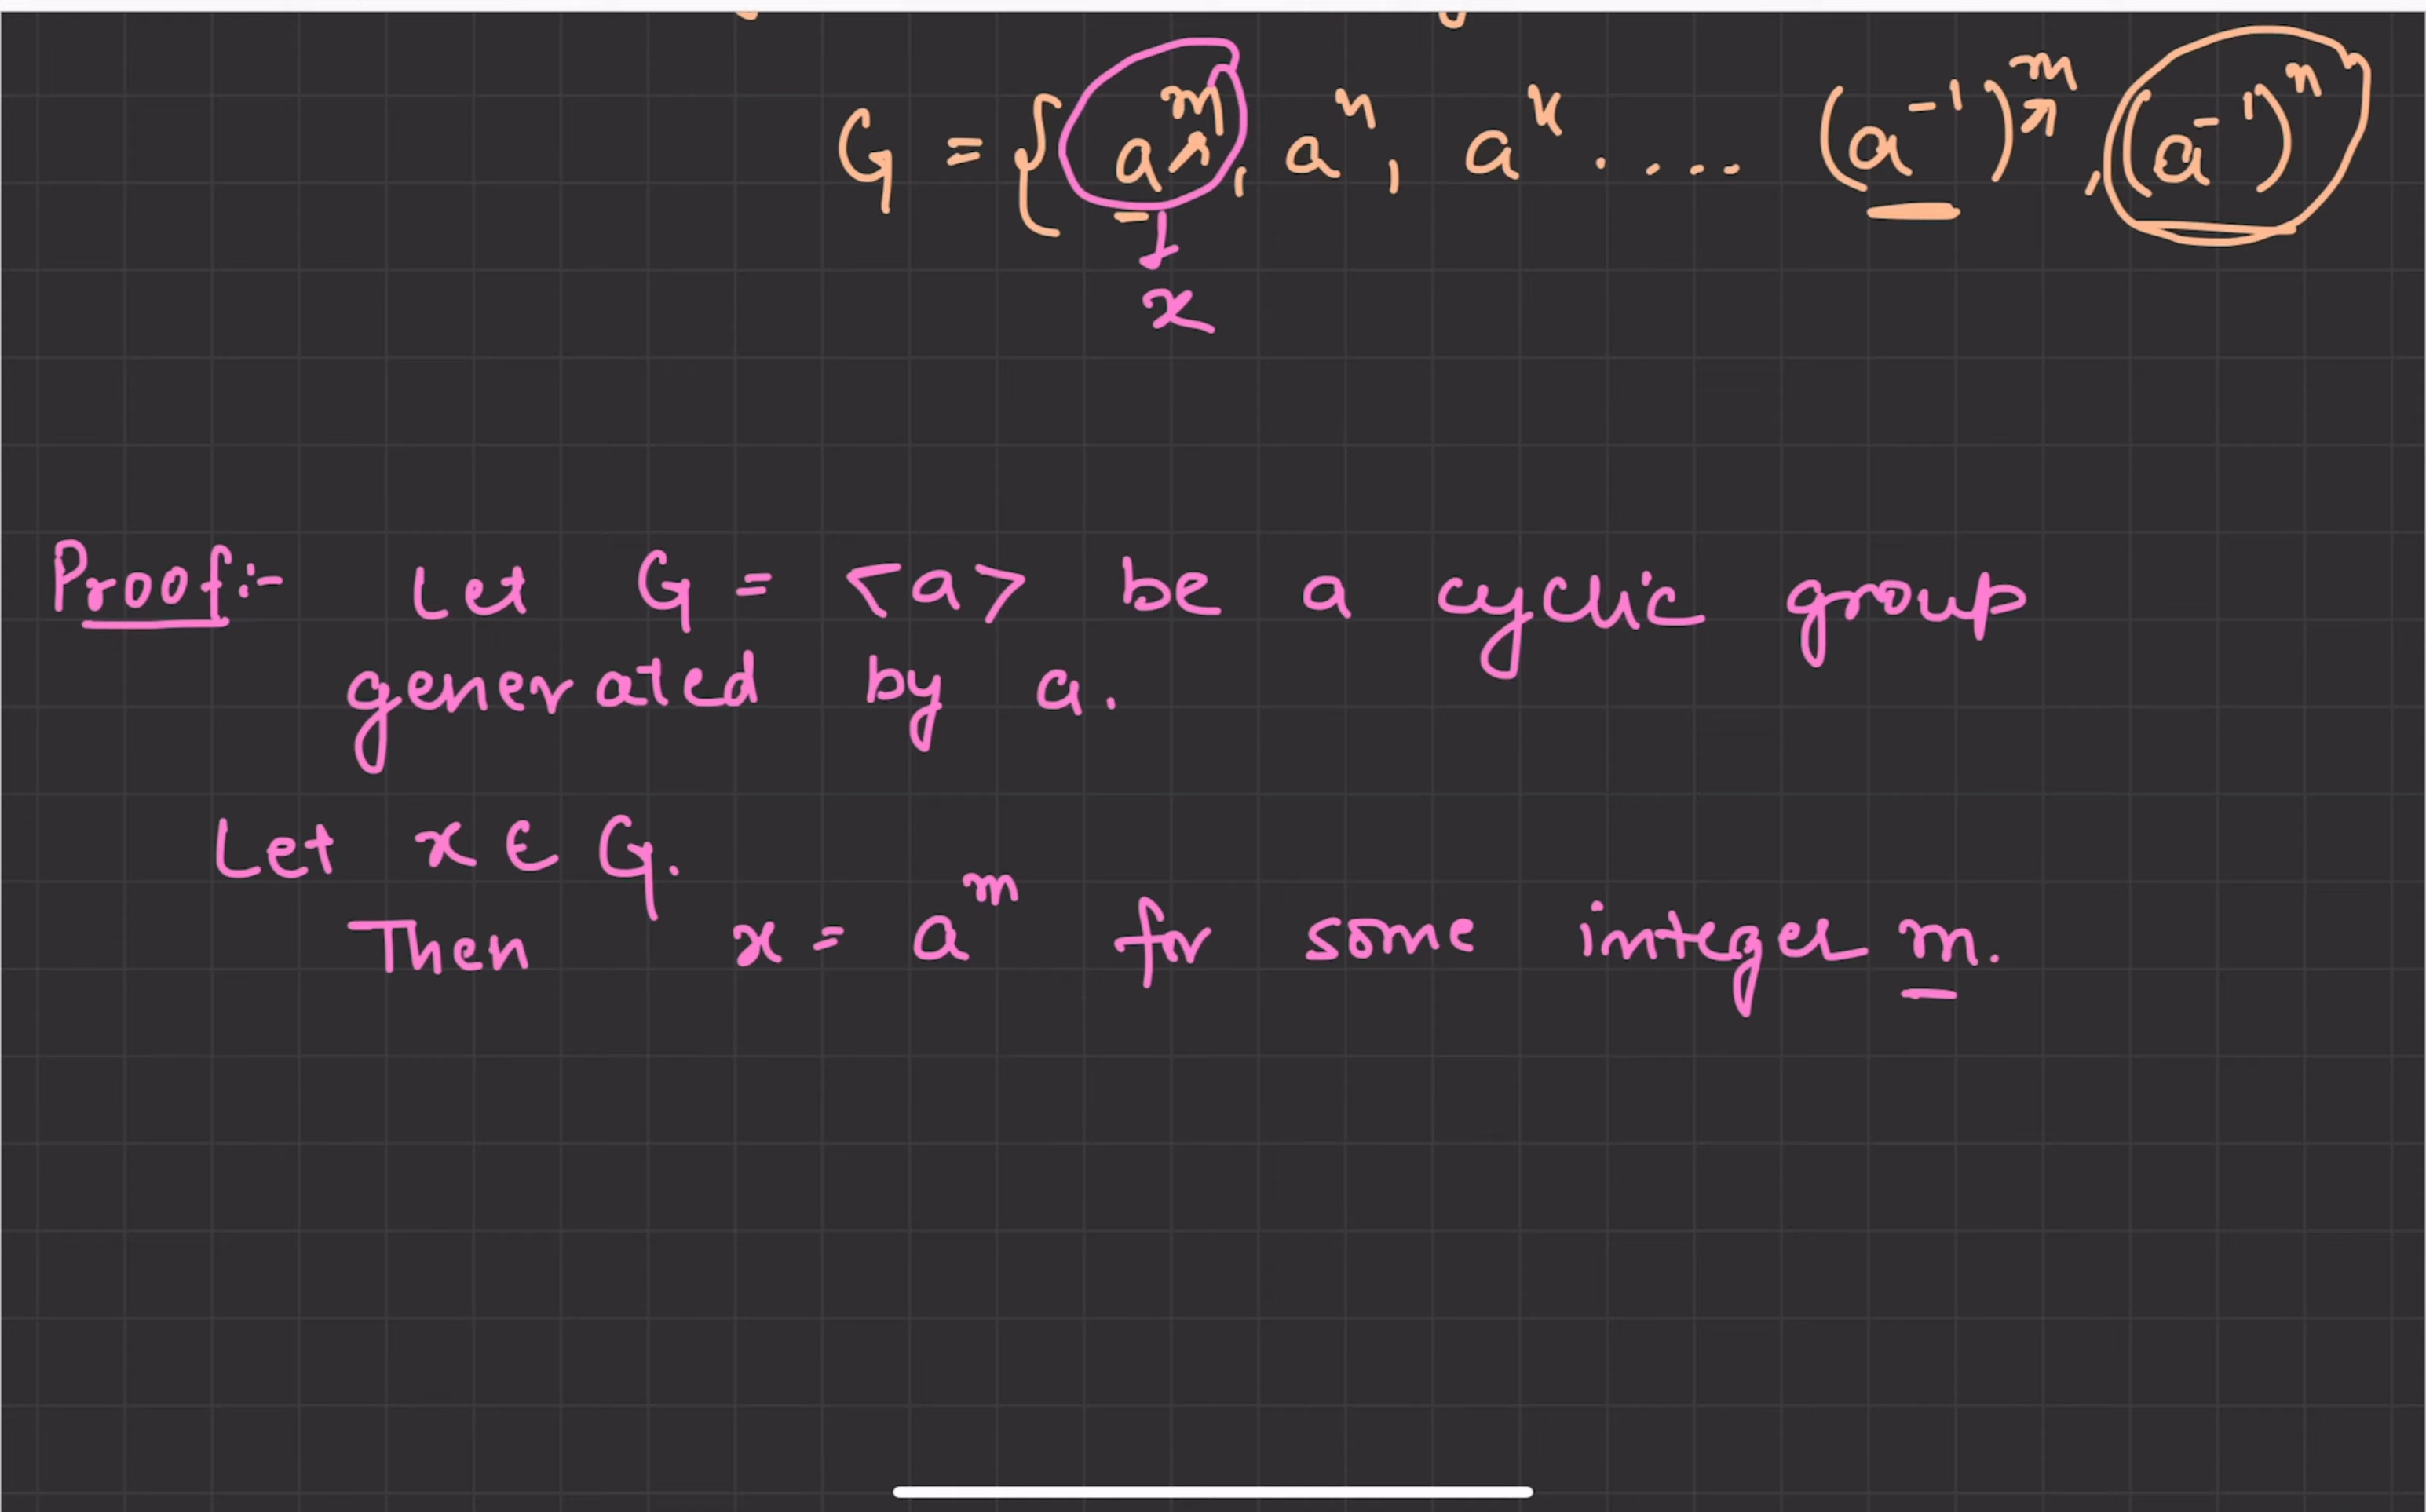 G = { a^m, a^n, a^k . . . . . (a^-1)^m, (a^-1)^n
x
Proof:- Let G = <a> be a cyclic group
generated by a.
Let x ∈ G.
Then x = a^m for some integer m.